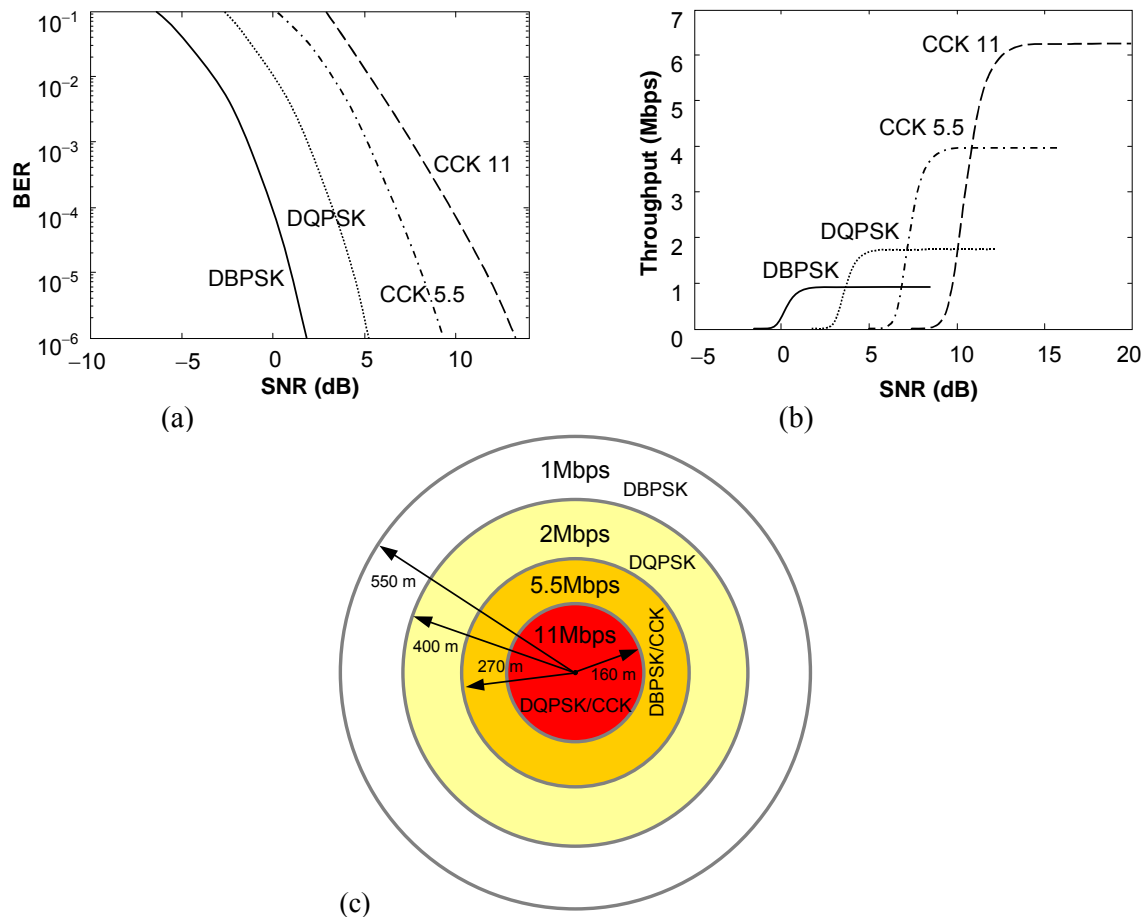 10−1
10−2
10−3
10−4
10−5
10−6
BER
−10
−5
0
5
10
SNR (dB)
DBPSK
DQPSK
CCK 5.5
CCK 11
(a)
7
6
5
4
3
2
1
0
Throughput (Mbps)
−5
0
5
10
15
20
SNR (dB)
CCK 11
CCK 5.5
DQPSK
DBPSK
(b)
1Mbps
DBPSK
2Mbps
DQPSK
5.5Mbps
DBPSK/CCK
11Mbps
DQPSK/CCK
550 m
400 m
270 m
160 m
(c)